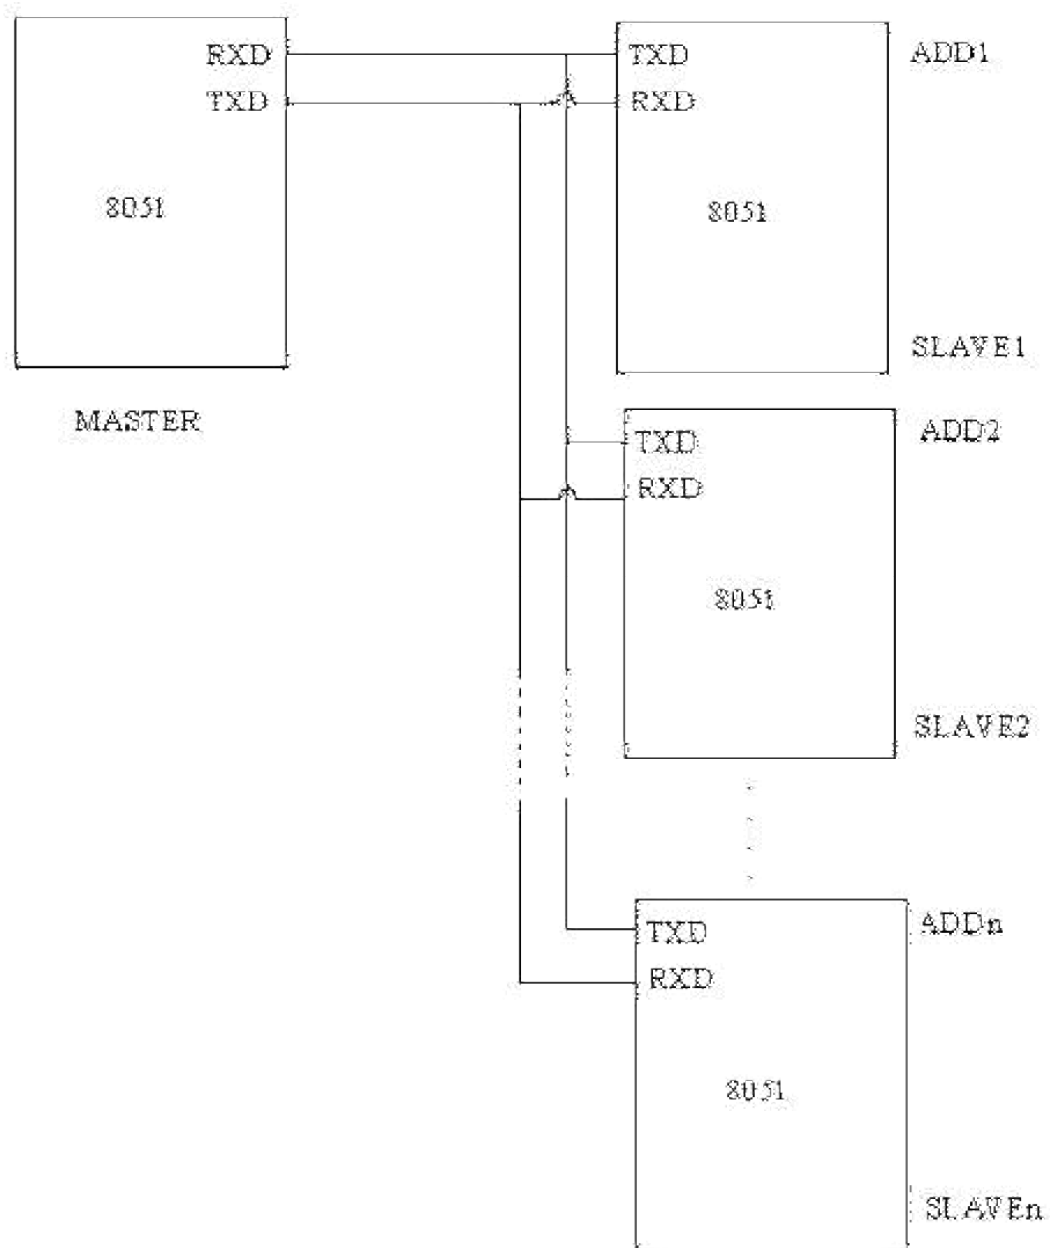 RXD
TXD
8051
MASTER
TXD
RXD
8051
ADD1
SLAVE1
TXD
RXD
8051
ADD2
SLAVE2
TXD
RXD
8051
ADDn
SLAVEn